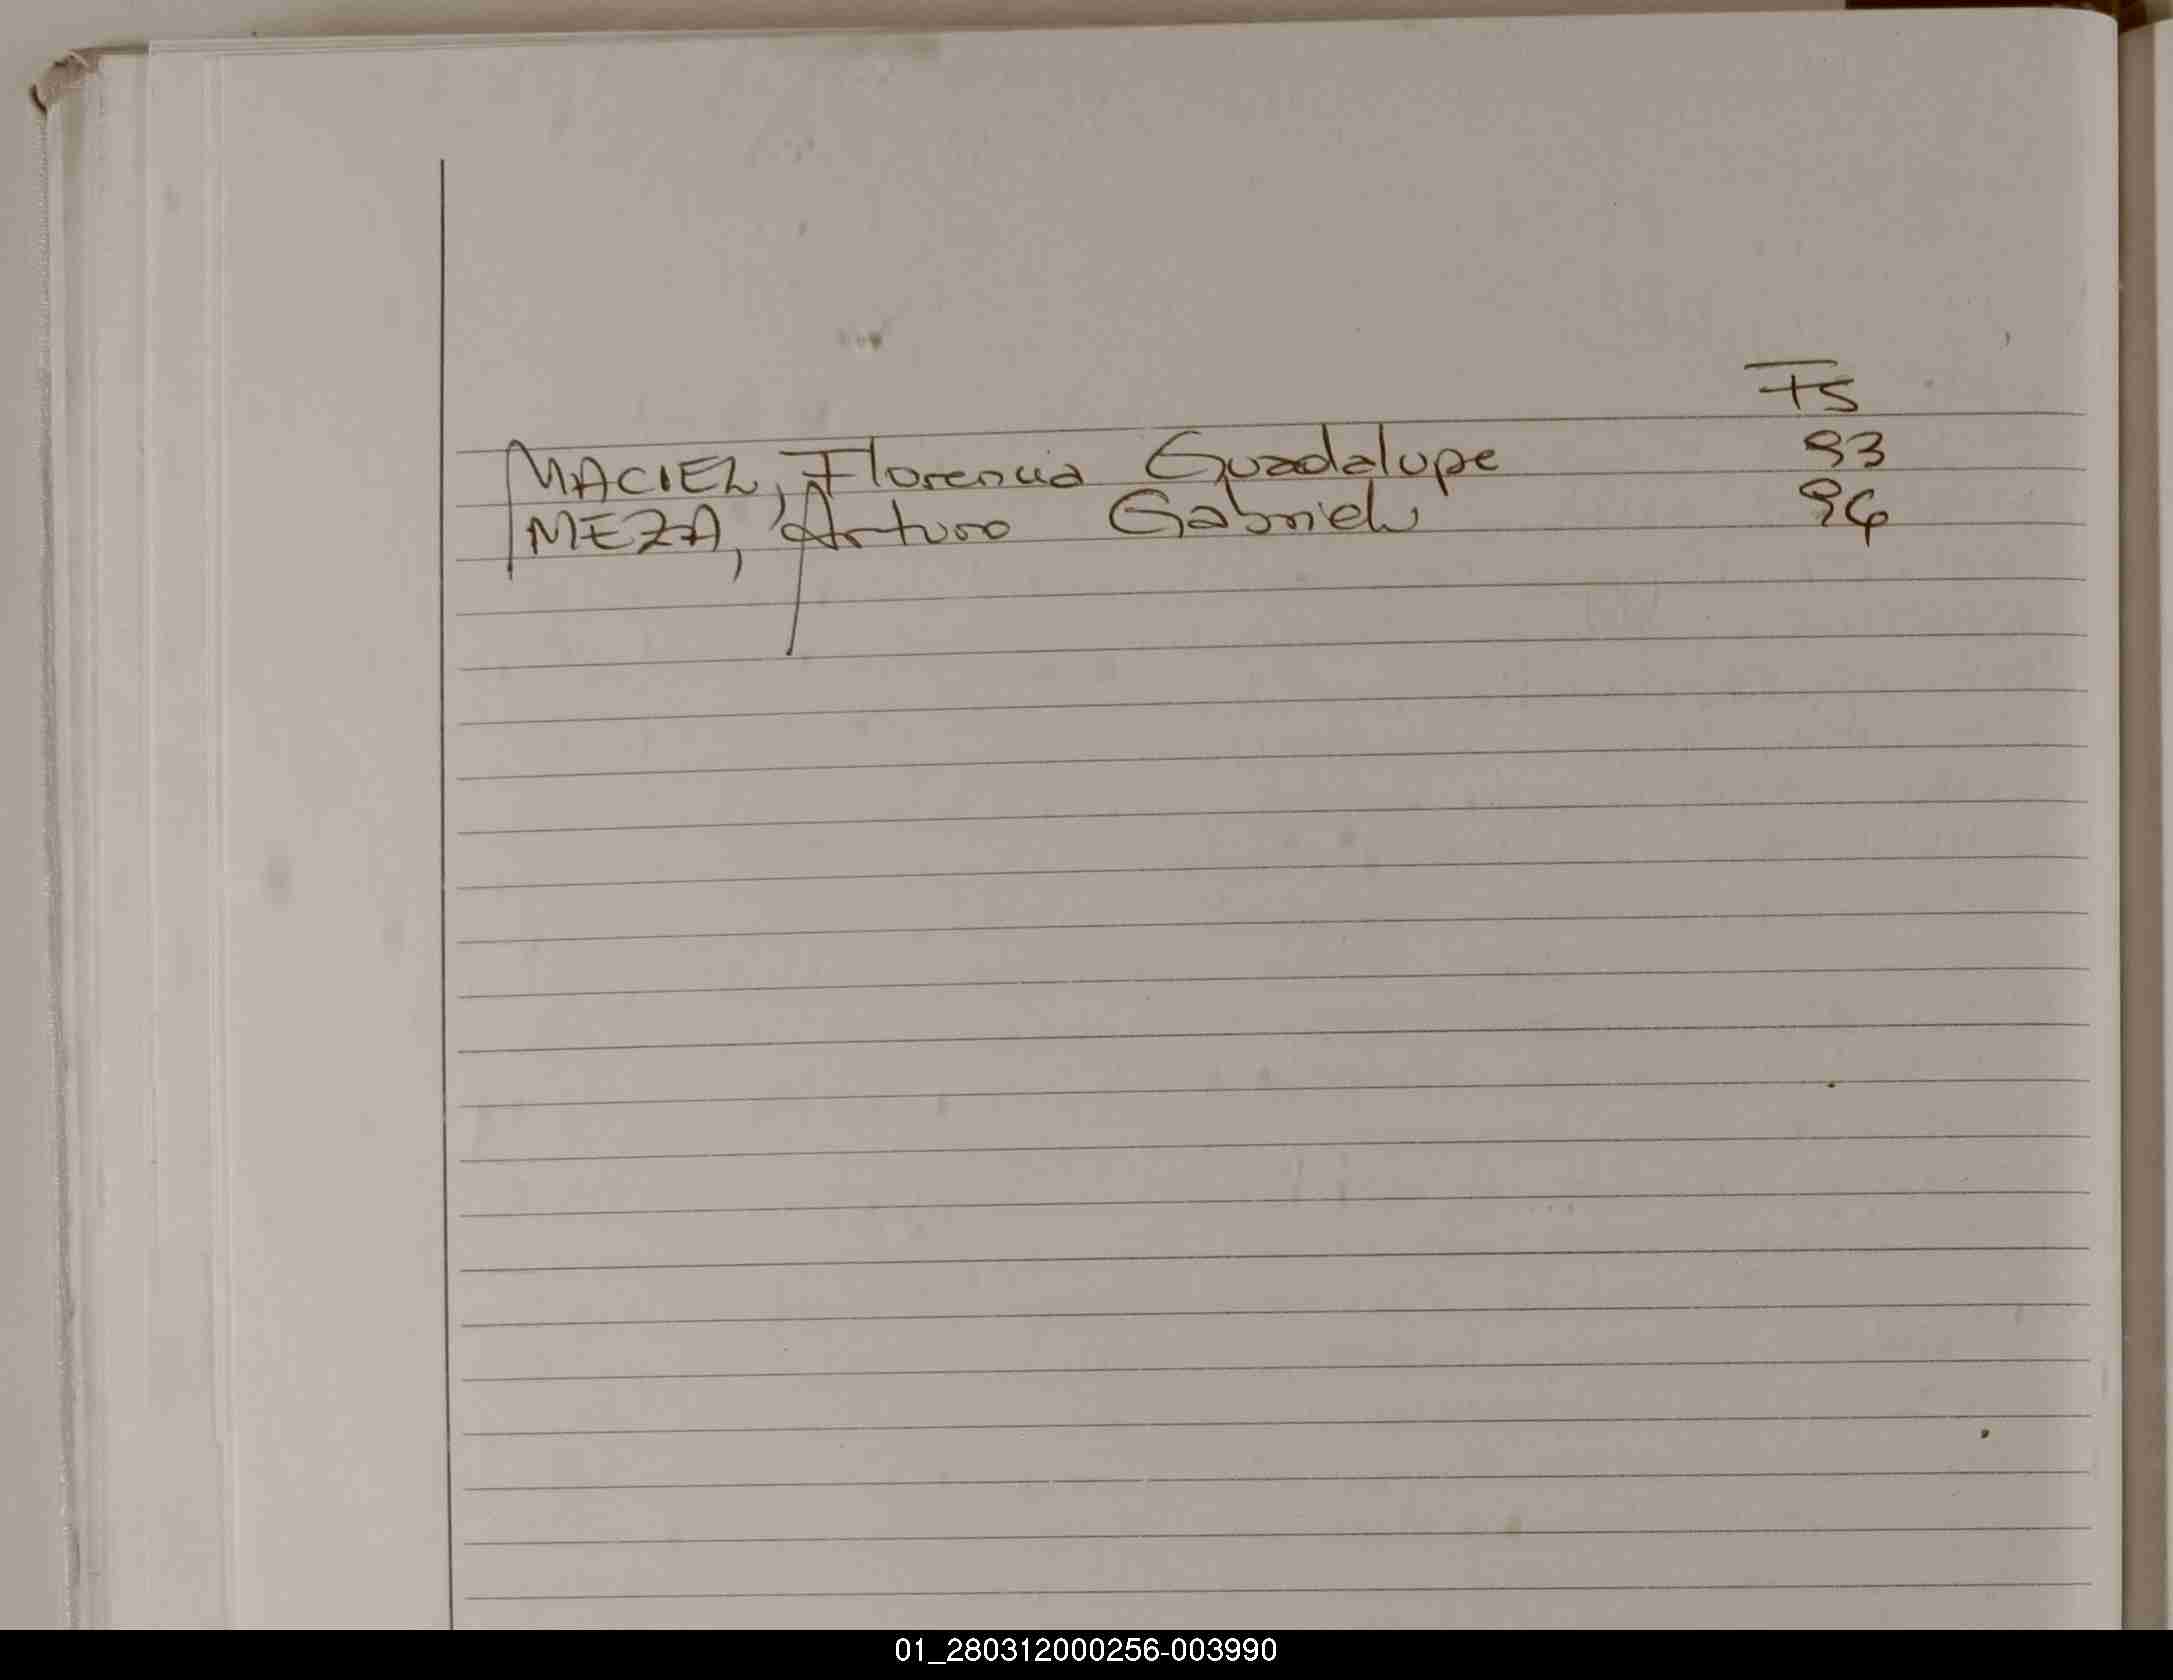 Fs
MACIEL, Florencia Guadalupe 93
MEZA, Arturo Gabriel 94
01_280312000256-003990